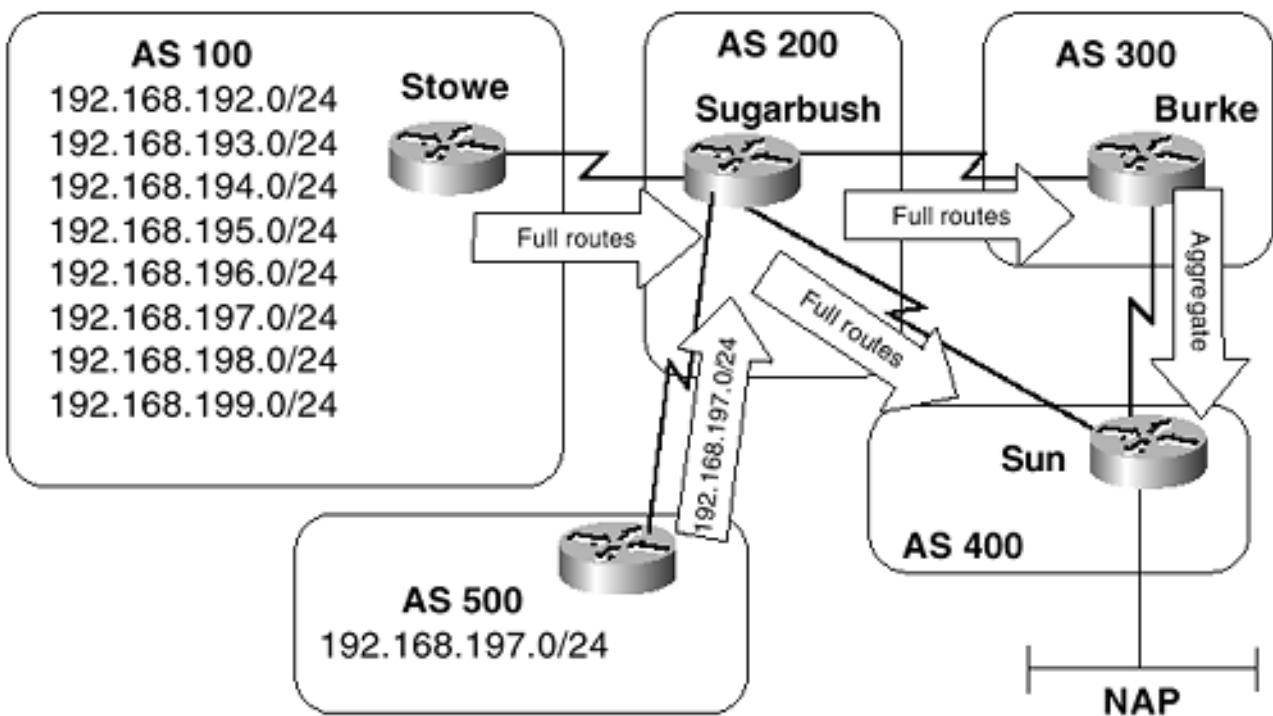 AS 100
192.168.192.0/24
192.168.193.0/24
192.168.194.0/24
192.168.195.0/24
192.168.196.0/24
192.168.197.0/24
192.168.198.0/24
192.168.199.0/24
Stowe
Full routes
AS 200
Sugarbush
Full routes
Full routes
AS 300
Burke
Aggregate
192.168.197.0/24
Sun
AS 400
AS 500
192.168.197.0/24
NAP